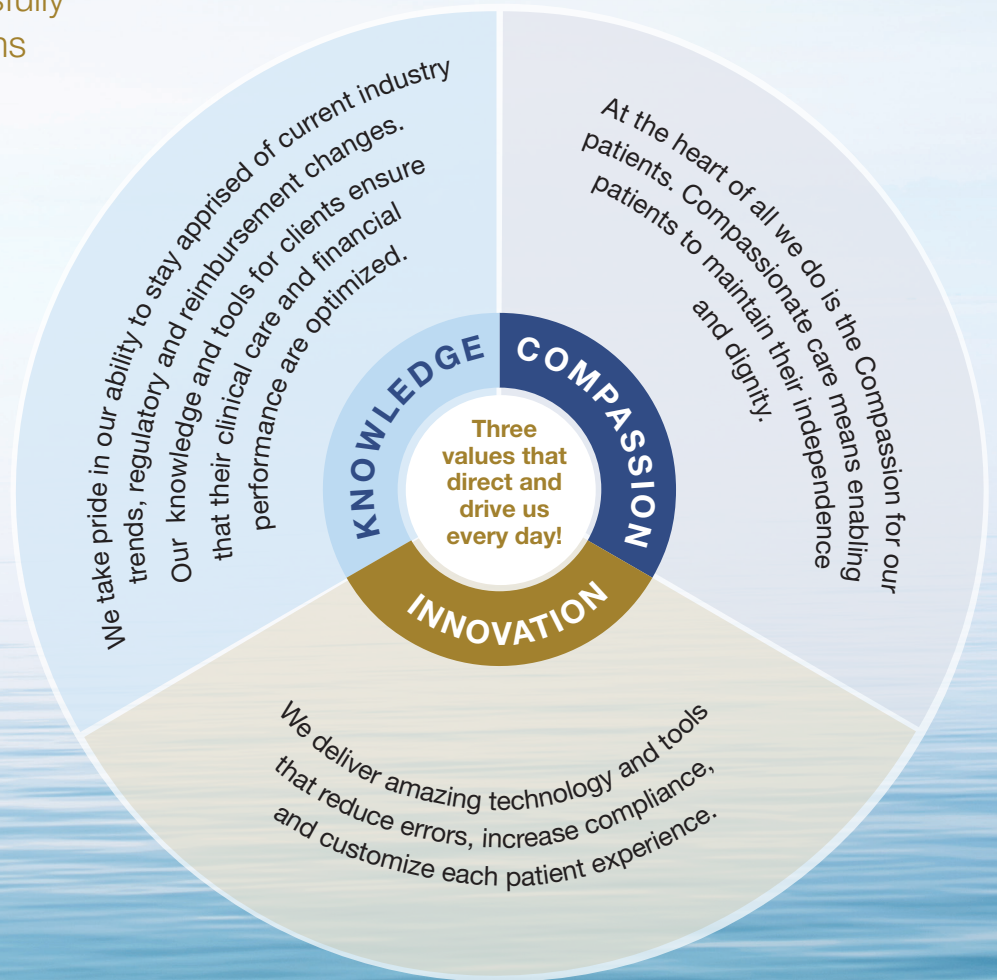 fully
ns
We take pride in our ability to stay apprised of current industry
trends, regulatory and reimbursement changes.
Our knowledge and tools for clients ensure
that their clinical care and financial
performance are optimized.
At the heart of all we do is the Compassion for our
patients. Compassionate care means enabling
patients to maintain their independence
and dignity.
KNOWLEDGE
COMPASSION
Three
values that
direct and
drive us
every day!
INNOVATION
We deliver amazing technology and tools
that reduce errors, increase compliance,
and customize each patient experience.